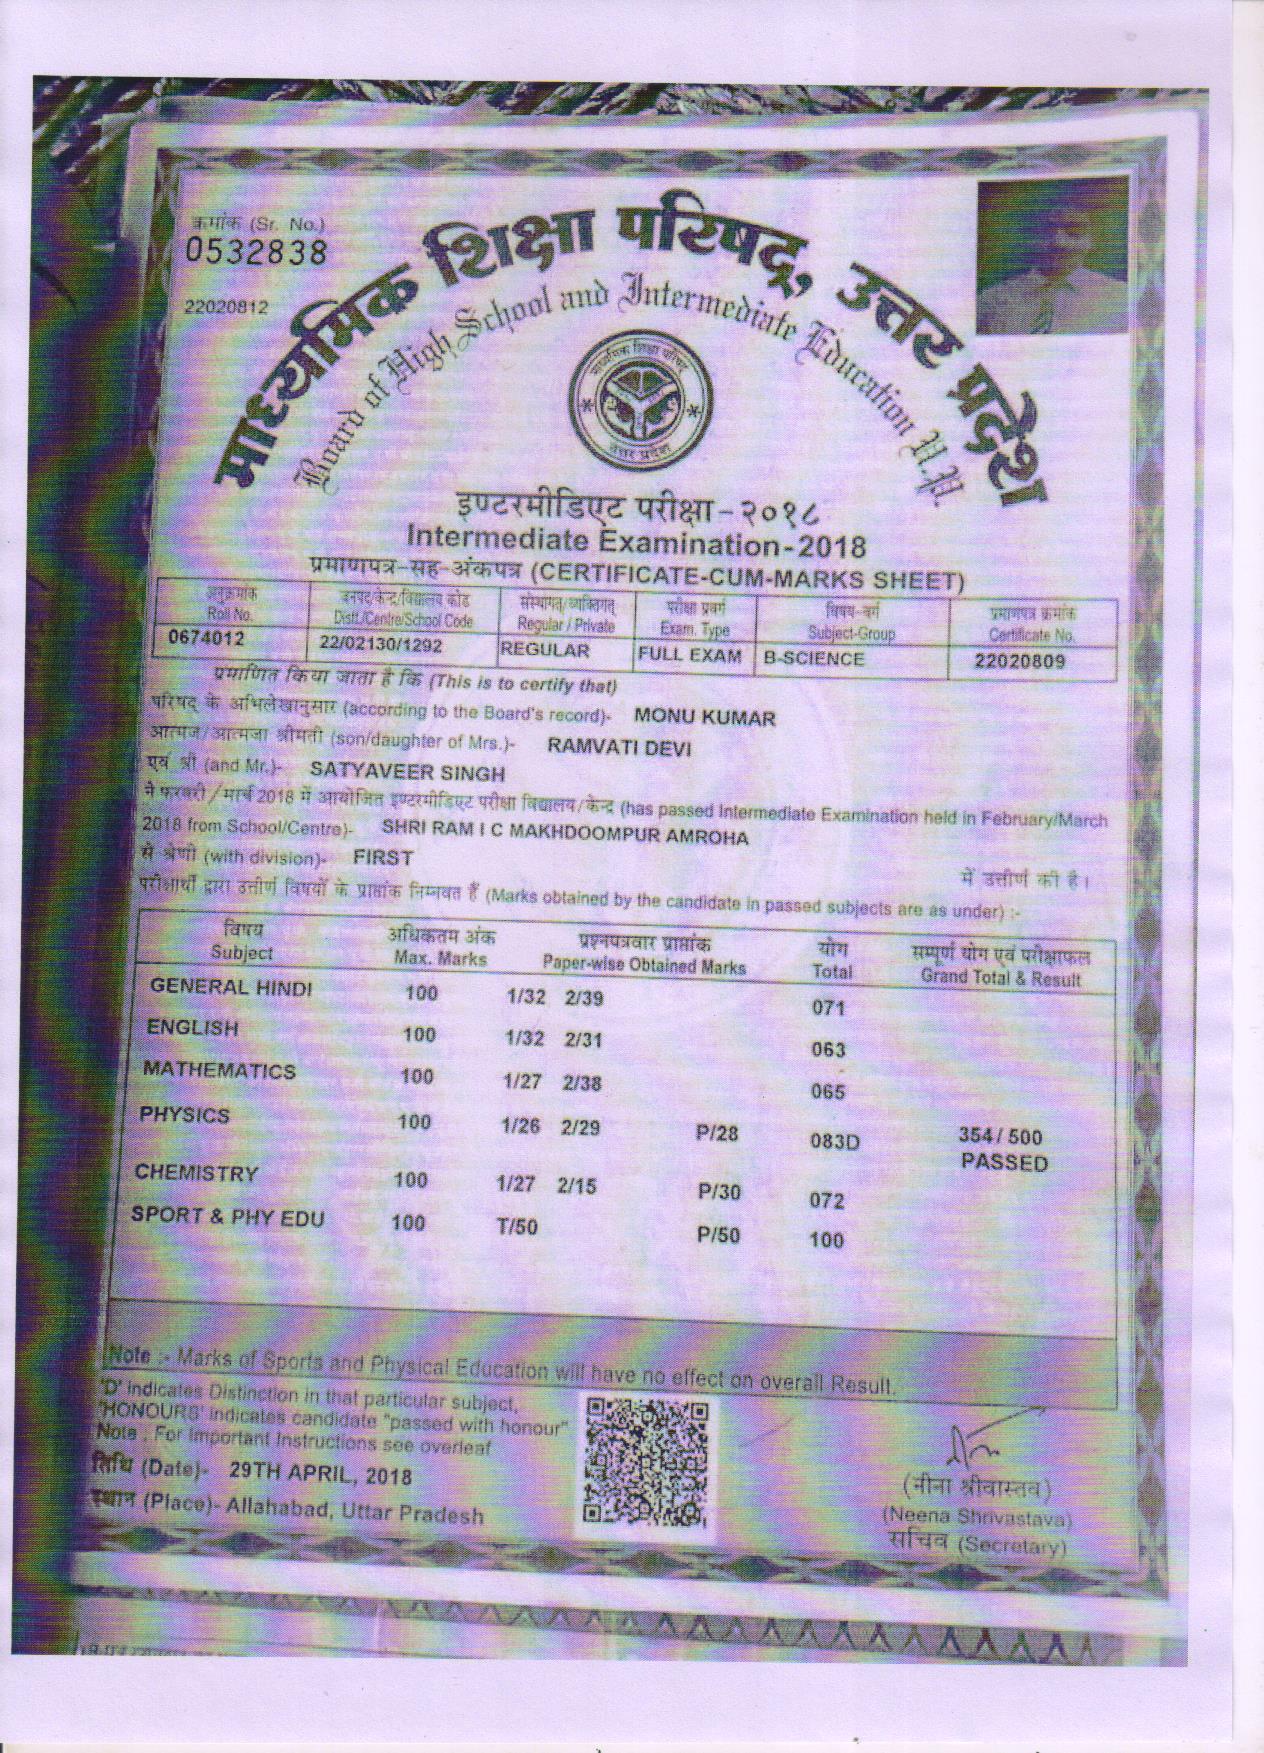 क्रमांक (Sr. No.)
0532838
22020812
माध्यमिक शिक्षा परिषद्, उत्तर प्रदेश
Board of High School and Intermediate Education U.P.
माध्यमिक शिक्षा परिषद
उत्तर प्रदेश
इण्टरमीडिएट परीक्षा-२०१८
Intermediate Examination-2018
प्रमाणपत्र-सह-अंकपत्र (CERTIFICATE-CUM-MARKS SHEET)
अनुक्रमांक जनपद/केन्द्र/विद्यालय कोड संस्थागत/व्यक्तिगत परीक्षा प्रवर्ग विषय-वर्ग प्रमाणपत्र क्रमांक
Roll No. Distt./Centre/School Code Regular / Private Exam. Type Subject-Group Certificate No.
0674012 22/02130/1292 REGULAR FULL EXAM B-SCIENCE 22020809
प्रमाणित किया जाता है कि (This is to certify that)
परिषद् के अभिलेखानुसार (according to the Board's record)- MONU KUMAR
आत्मज/आत्मजा श्रीमती (son/daughter of Mrs.)- RAMVATI DEVI
एवं श्री (and Mr.)- SATYAVEER SINGH
ने फरवरी/मार्च 2018 में आयोजित इण्टरमीडिएट परीक्षा विद्यालय/केन्द्र (has passed Intermediate Examination held in February/March
2018 from School/Centre)- SHRI RAM I C MAKHDOOMPUR AMROHA
से श्रेणी (with division)- FIRST में उत्तीर्ण की है।
परीक्षार्थी द्वारा उत्तीर्ण विषयों के प्राप्तांक निम्नवत हैं (Marks obtained by the candidate in passed subjects are as under) :-
विषय अधिकतम अंक प्रश्नपत्रवार प्राप्तांक योग सम्पूर्ण योग एवं परीक्षाफल
Subject Max. Marks Paper-wise Obtained Marks Total Grand Total & Result
GENERAL HINDI 100 1/32 2/39 071
ENGLISH 100 1/32 2/31 063
MATHEMATICS 100 1/27 2/38 065
PHYSICS 100 1/26 2/29 P/28 083D 354/500
PASSED
CHEMISTRY 100 1/27 2/15 P/30 072
SPORT & PHY EDU 100 T/50 P/50 100
Note :- Marks of Sports and Physical Education will have no effect on overall Result.
'D' indicates Distinction in that particular subject,
'HONOURS' indicates candidate "passed with honour"
Note . For Important Instructions see overleaf
तिथि (Date)- 29TH APRIL, 2018
स्थान (Place)- Allahabad, Uttar Pradesh
(नीना श्रीवास्तव)
(Neena Shrivastava)
सचिव (Secretary)